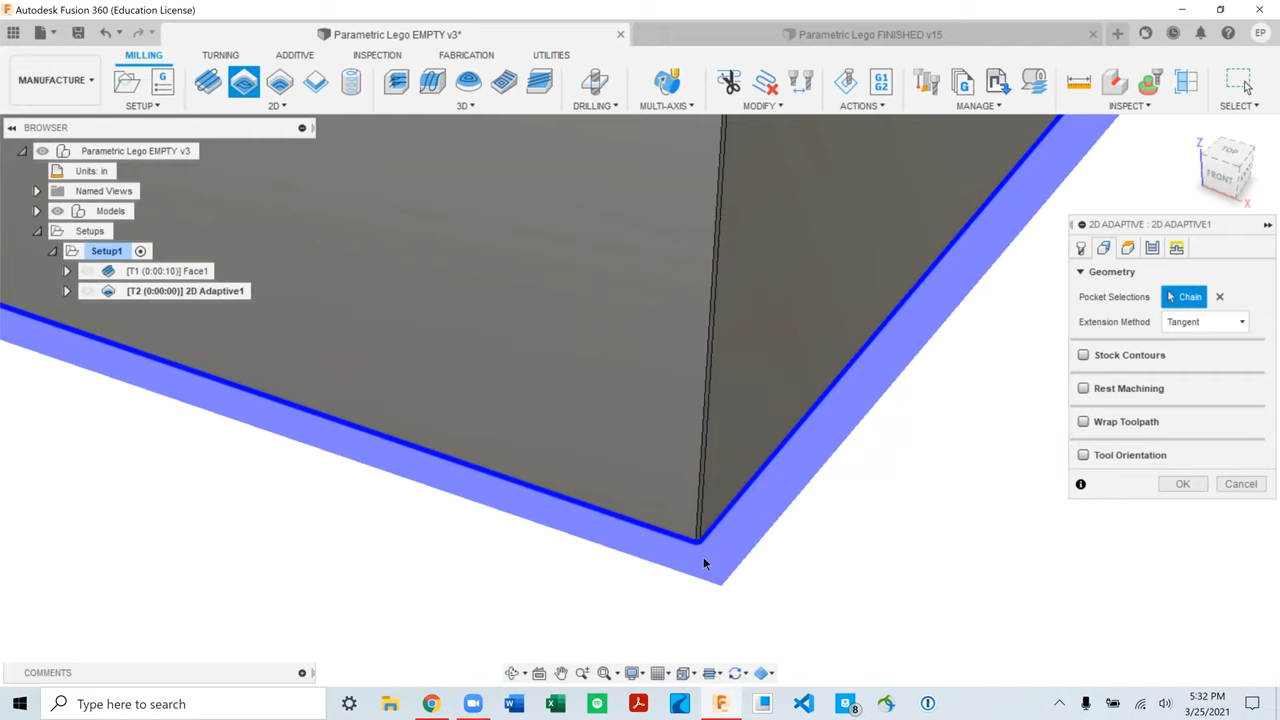 Autodesk Fusion 360 (Education License)
Parametric Lego EMPTY v3*
Parametric Lego FINISHED v15
EP
MANUFACTURE
MILLING
TURNING
ADDITIVE
INSPECTION
FABRICATION
UTILITIES
G
G1
G2
G
G
SETUP
2D
3D
DRILLING
MULTI-AXIS
MODIFY
ACTIONS
MANAGE
INSPECT
SELECT
BROWSER
Parametric Lego EMPTY v3
Units: in
Named Views
Models
Setups
Setup1
[T1 (0:00:10)] Face1
[T2 (0:00:00)] 2D Adaptive1
Z
TOP
FRONT
X
2D ADAPTIVE : 2D ADAPTIVE1
Geometry
Pocket Selections
Chain
Extension Method
Tangent
Stock Contours
Rest Machining
Wrap Toolpath
Tool Orientation
OK
Cancel
COMMENTS
Type here to search
8
5:32 PM
3/25/2021